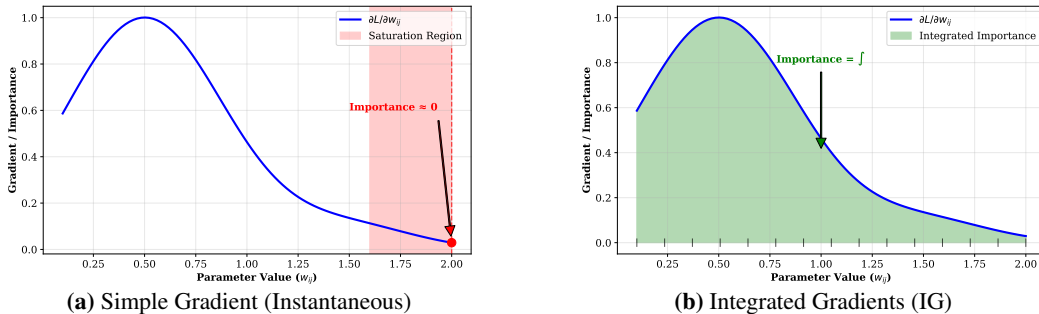 1.0
0.8
0.6
0.4
0.2
0.0
Gradient / Importance
∂L/∂w_ij
Saturation Region
Importance ≈ 0
0.25 0.50 0.75 1.00 1.25 1.50 1.75 2.00
Parameter Value (w_ij)
(a) Simple Gradient (Instantaneous)
1.0
0.8
0.6
0.4
0.2
0.0
Gradient / Importance
∂L/∂w_ij
Integrated Importance
Importance = ∫
0.25 0.50 0.75 1.00 1.25 1.50 1.75 2.00
Parameter Value (w_ij)
(b) Integrated Gradients (IG)